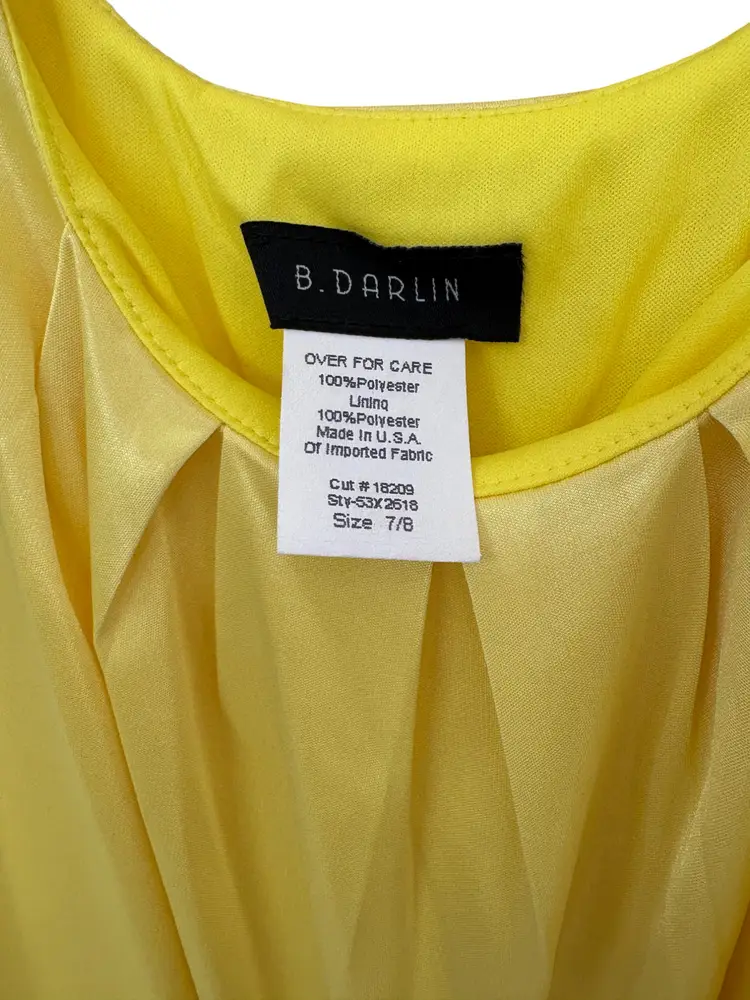 B. DARLIN
OVER FOR CARE
100%Polyester
Lining
100%Polyester
Made In U.S.A.
Of Imported Fabric
Cut # 18209
Sty-53X2618
Size 7/8